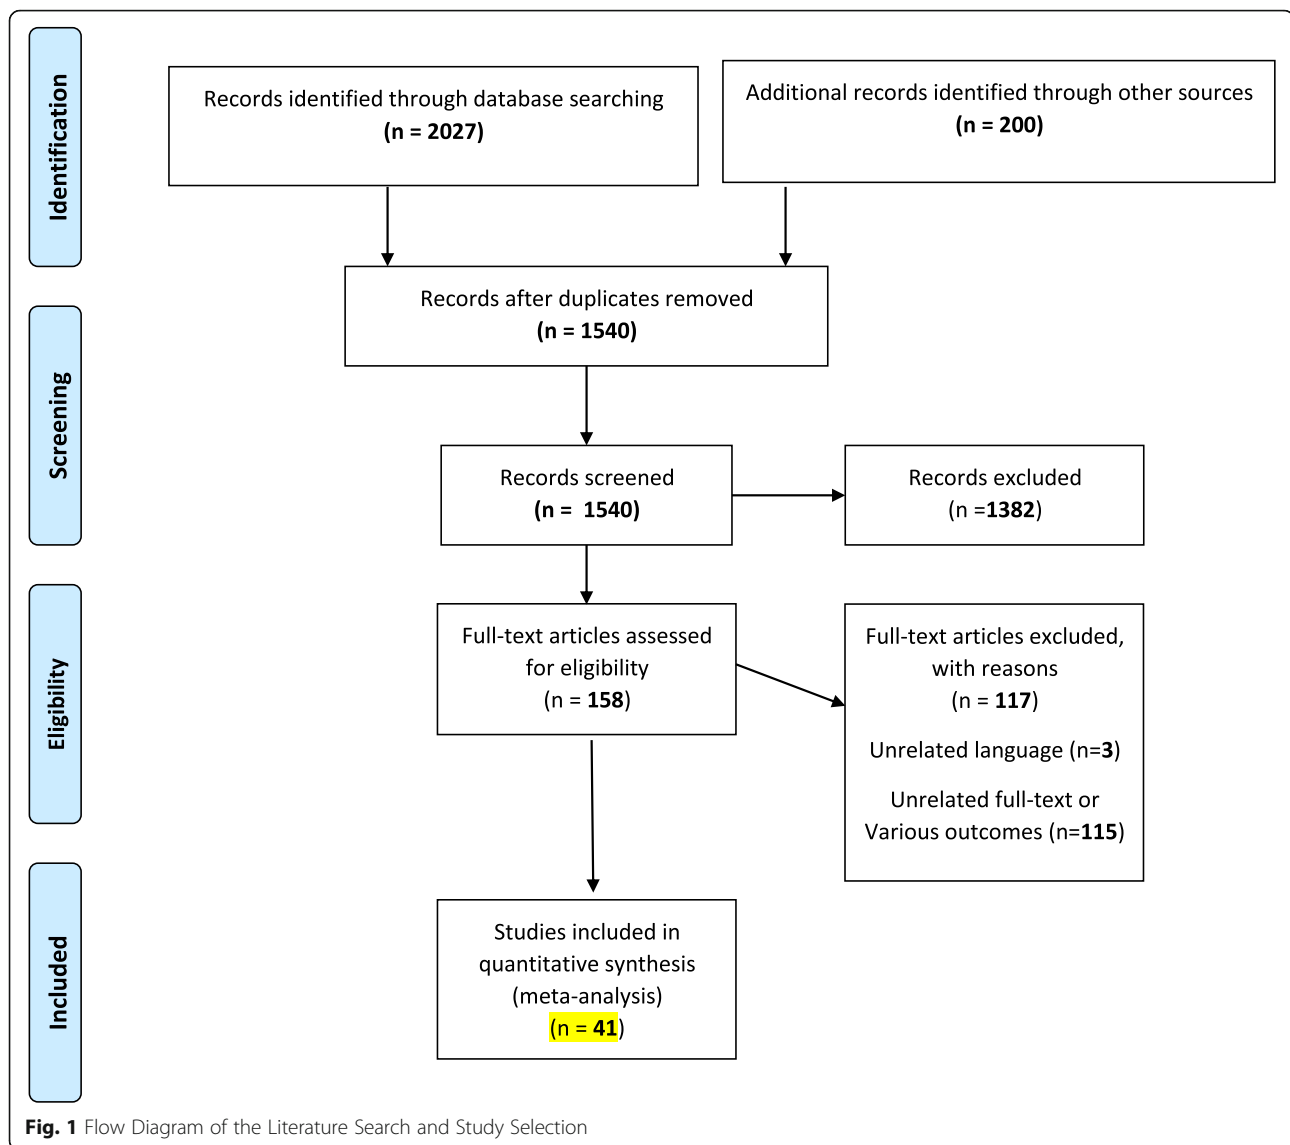 Identification
Records identified through database searching
(n = 2027)
Additional records identified through other sources
(n = 200)
Records after duplicates removed
(n = 1540)
Screening
Records screened
(n =  1540)
Records excluded
(n =1382)
Eligibility
Full-text articles assessed
for eligibility
(n = 158)
Full-text articles excluded,
with reasons
(n = 117)
Unrelated language (n=3)
Unrelated full-text or
Various outcomes (n=115)
Included
Studies included in
quantitative synthesis
(meta-analysis)
(n = 41)
Fig. 1 Flow Diagram of the Literature Search and Study Selection